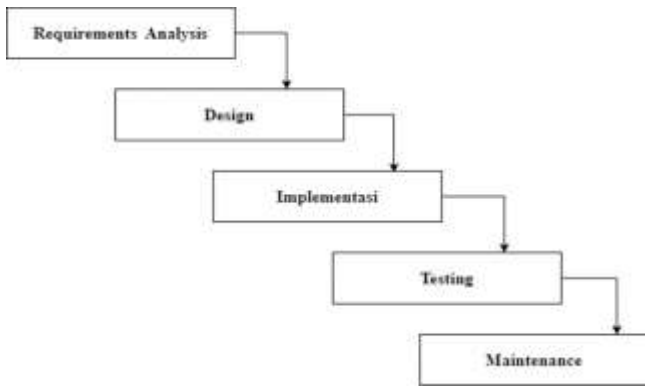 Requirements Analysis
Design
Implementasi
Testing
Maintenance